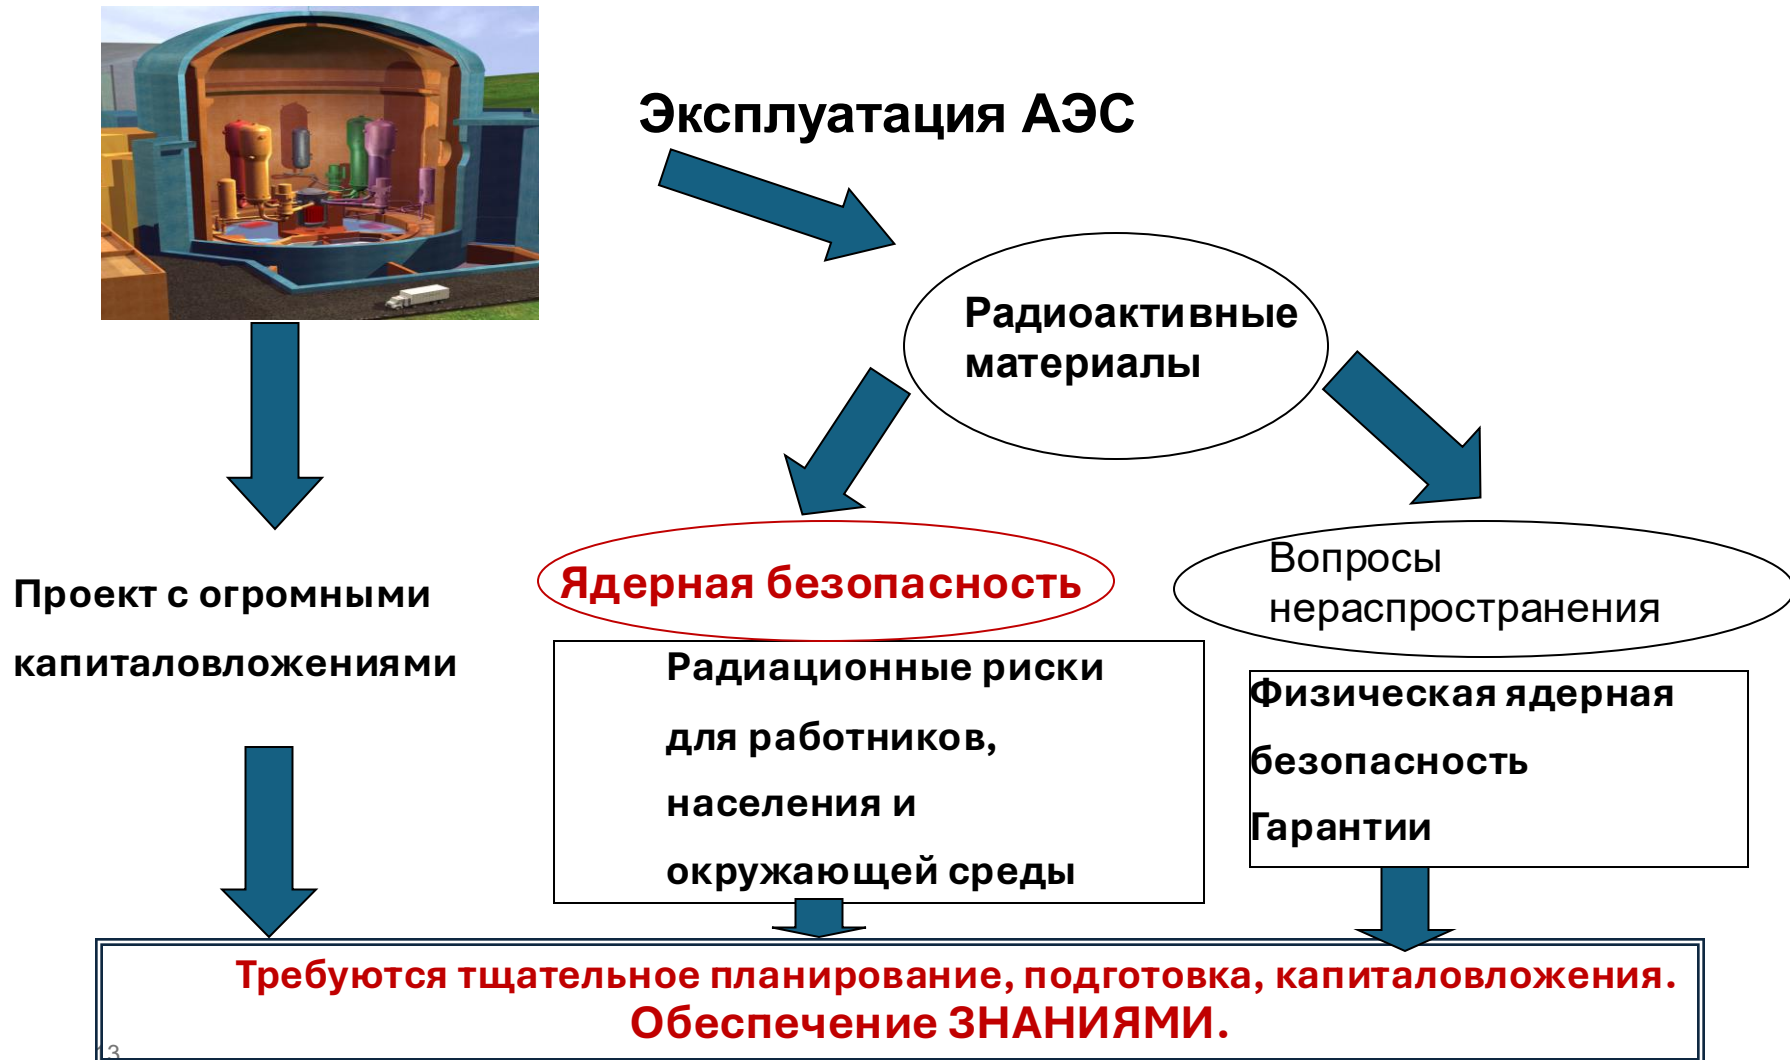 Эксплуатация АЭС
Радиоактивные
материалы
Проект с огромными
капиталовложениями
Ядерная безопасность
Радиационные риски
для работников,
населения и
окружающей среды
Вопросы
нераспространения
Физическая ядерная
безопасность
Гарантии
Требуются тщательное планирование, подготовка, капиталовложения.
Обеспечение ЗНАНИЯМИ.
13